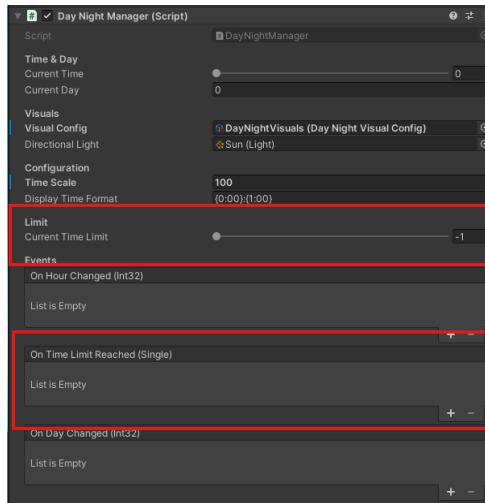 Day Night Manager (Script)
Script DayNightManager
Time & Day
Current Time 0
Current Day 0
Visuals
Visual Config DayNightVisuals (Day Night Visual Config)
Directional Light Sun (Light)
Configuration
Time Scale 100
Display Time Format {0:00}:{1:00}
Limit
Current Time Limit -1
Events
On Hour Changed (Int32)
List is Empty
+ -
On Time Limit Reached (Single)
List is Empty
+ -
On Day Changed (Int32)
List is Empty
+ -